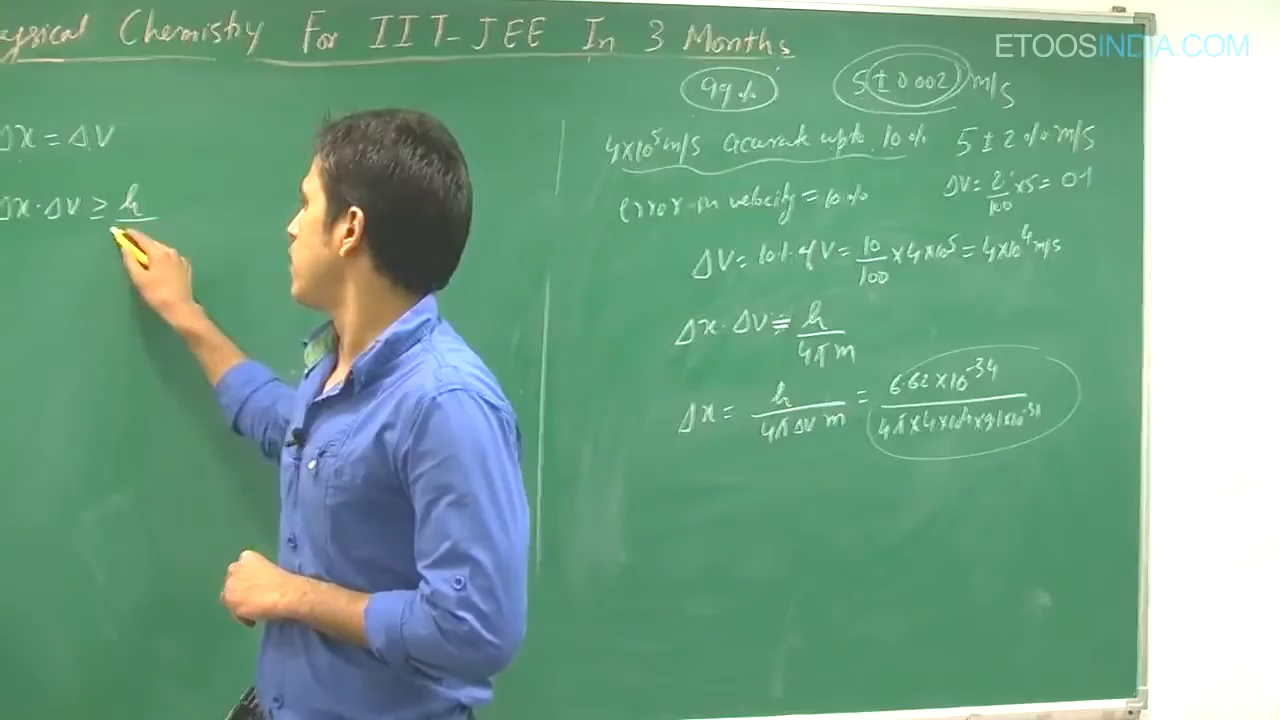 ysical Chemistry For IIT-JEE In 3 Months
ETOOSINDIA.COM
Δx = ΔV
Δx · ΔV ≥ h
99%
5 ± 0.002 m/s
4×10⁵ m/s accurate upto 10%
5 ± 2% m/s
error in velocity = 10%
ΔV = 2/100 ×5 = 0.1
ΔV = 10% of V = 10/100 × 4×10⁵ = 4×10⁴ m/s
Δx · ΔV = h/4πm
Δx = h/4πΔV m = 6.62×10⁻³⁴/4π×4×10⁴×9.1×10⁻³¹